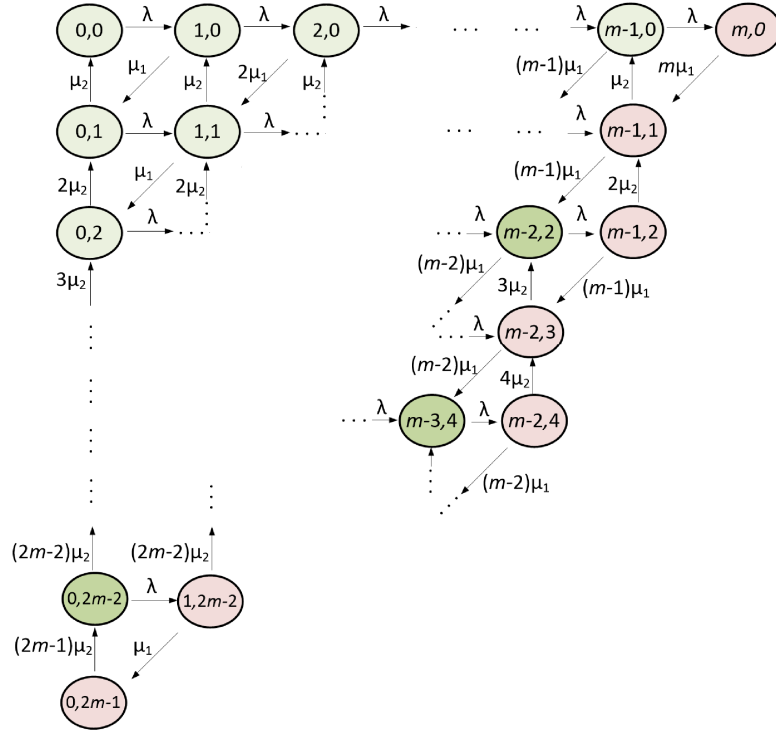 λ λ λ λ λ
0,0 1,0 2,0 ... ... m-1,0 m,0
μ₂ μ₁ μ₂ 2μ₁ μ₂ (m-1)μ₁ μ₂ mμ₁
λ λ λ
0,1 1,1 ... ... m-1,1
2μ₂ μ₁ 2μ₂ (m-1)μ₁ 2μ₂
λ λ λ
0,2 m-2,2 m-1,2
3μ₂ (m-2)μ₁ 3μ₂ (m-1)μ₁
λ
m-2,3
(m-2)μ₁ 4μ₂
λ λ
m-3,4 m-2,4
(m-2)μ₁
(2m-2)μ₂ (2m-2)μ₂
λ
0,2m-2 1,2m-2
(2m-1)μ₂ μ₁
0,2m-1